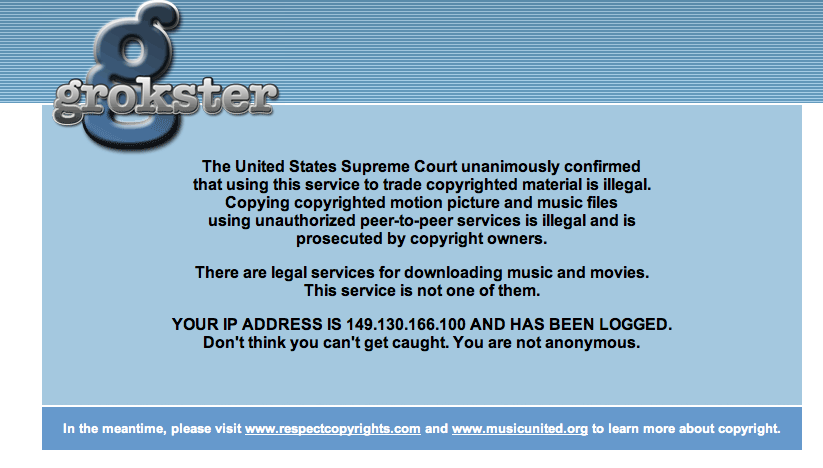 g
grokster
The United States Supreme Court unanimously confirmed
that using this service to trade copyrighted material is illegal.
Copying copyrighted motion picture and music files
using unauthorized peer-to-peer services is illegal and is
prosecuted by copyright owners.
There are legal services for downloading music and movies.
This service is not one of them.
YOUR IP ADDRESS IS 149.130.166.100 AND HAS BEEN LOGGED.
Don't think you can't get caught. You are not anonymous.
In the meantime, please visit www.respectcopyrights.com and www.musicunited.org to learn more about copyright.